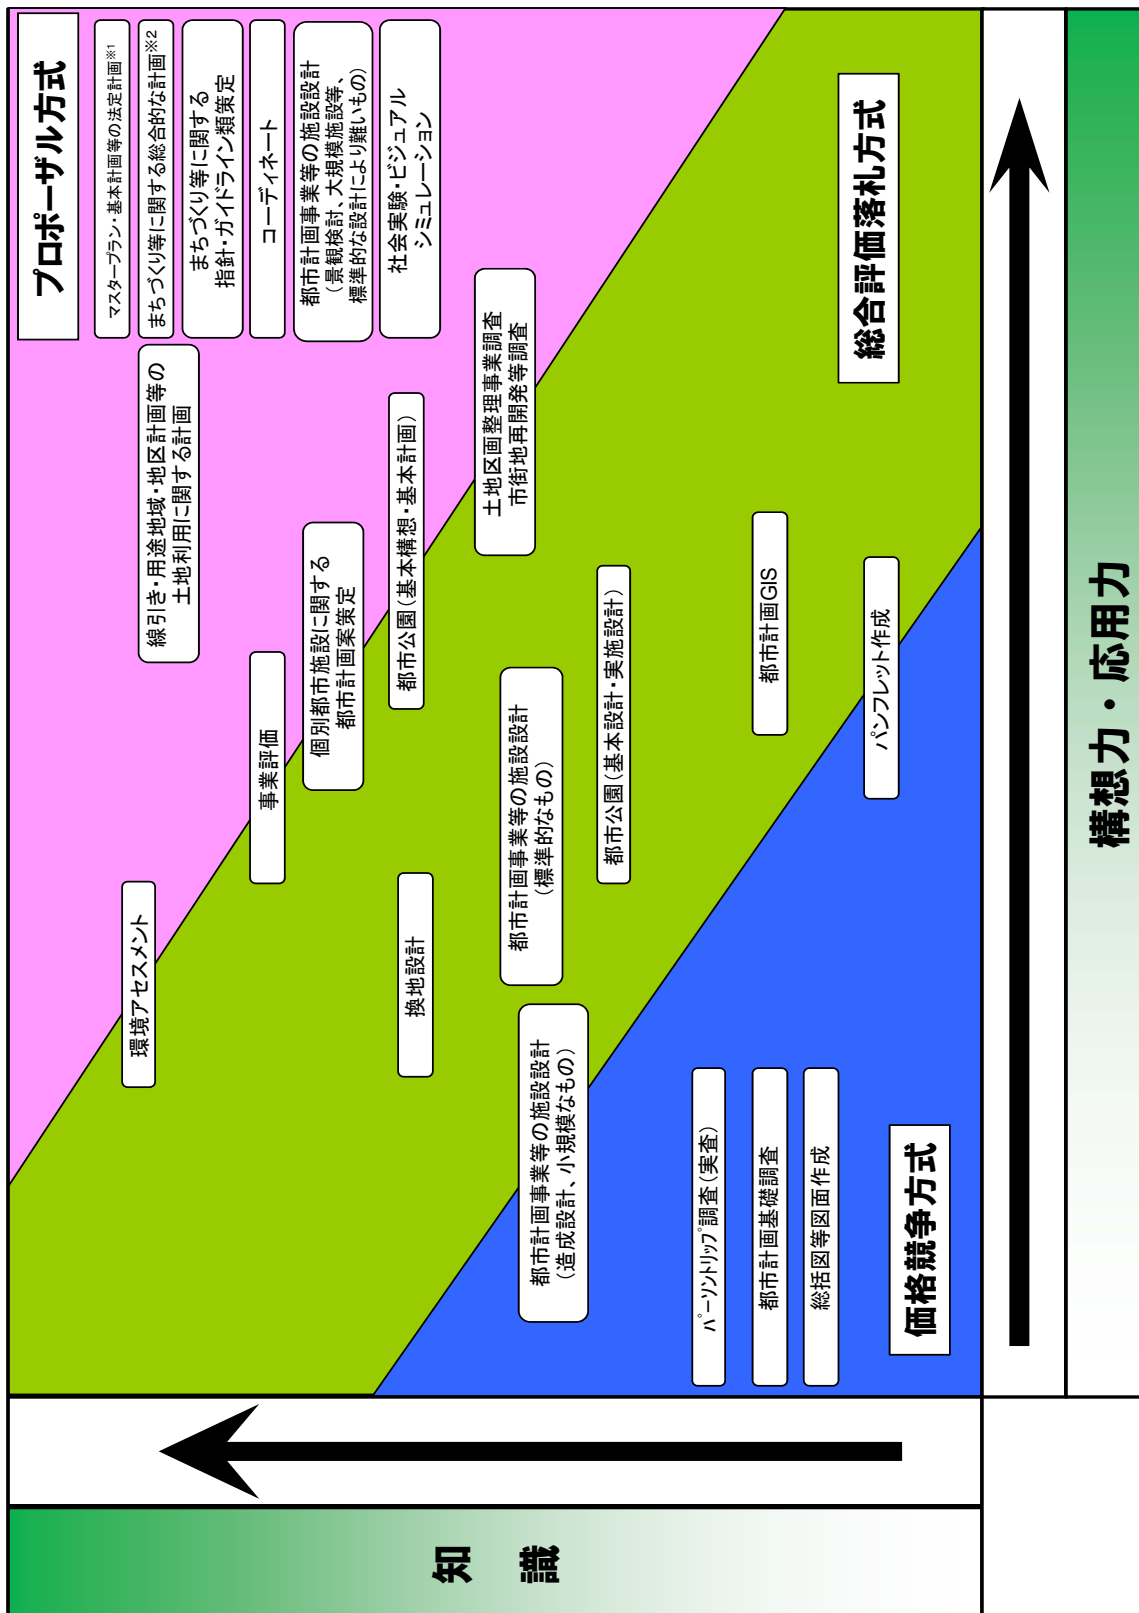 プロポーザル方式
マスタープラン・基本計画等の法定計画※1
まちづくり等に関する総合的な計画※2
まちづくり等に関する
指針・ガイドライン類策定
コーディネート
都市計画事業等の施設設計
(景観検討、大規模施設等、
標準的な設計により難いもの)
社会実験・ビジュアル
シミュレーション
線引き・用途地域・地区計画等の
土地利用に関する計画
個別都市施設に関する
都市計画案策定
都市公園(基本構想・基本計画)
土地区画整理事業調査
市街地再開発等調査
事業評価
環境アセスメント
換地設計
都市計画事業等の施設設計
(標準的なもの)
都市公園(基本設計・実施設計)
都市計画事業等の施設設計
(造成設計、小規模なもの)
都市計画GIS
総合評価落札方式
パンフレット作成
パーソントリップ調査(実査)
都市計画基礎調査
総括図等図面作成
価格競争方式
知 識
構想力・応用力